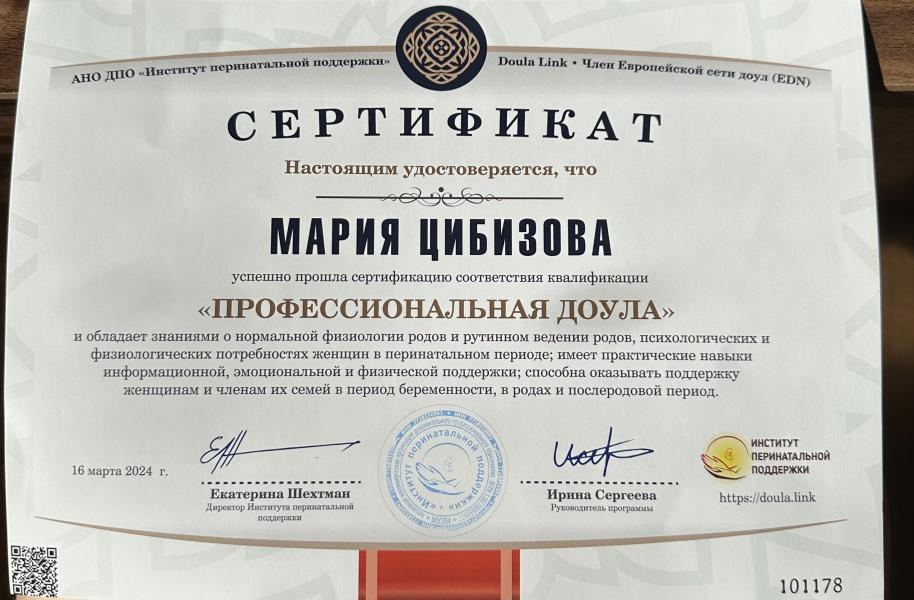 АНО ДПО «Институт перинатальной поддержки»
Doula Link • Член Европейской сети доул (EDN)
СЕРТИФИКАТ
Настоящим удостоверяется, что
МАРИЯ ЦИБИЗОВА
успешно прошла сертификацию соответствия квалификации
«ПРОФЕССИОНАЛЬНАЯ ДОУЛА»
и обладает знаниями о нормальной физиологии родов и рутинном ведении родов, психологических и
физиологических потребностях женщин в перинатальном периоде; имеет практические навыки
информационной, эмоциональной и физической поддержки; способна оказывать поддержку
женщинам и членам их семей в период беременности, в родах и послеродовой период.
16 марта 2024 г.
Екатерина Шехтман
Директор Института перинатальной
поддержки
«Институт перинатальной поддержки»
Ирина Сергеева
Руководитель программы
ИНСТИТУТ
ПЕРИНАТАЛЬНОЙ
ПОДДЕРЖКИ
https://doula.link
101178